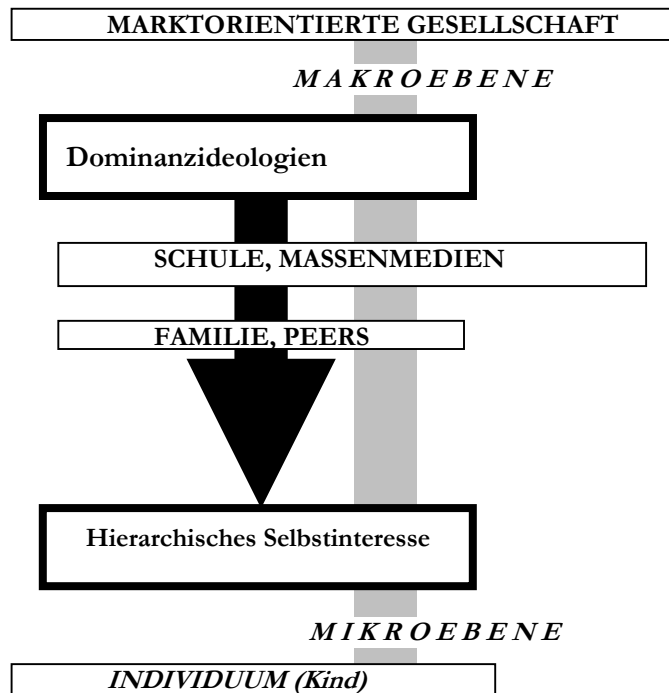 MARKTORIENTIERTE GESELLSCHAFT
MAKROEBENE
Dominanzideologien
SCHULE, MASSENMEDIEN
FAMILIE, PEERS
Hierarchisches Selbstinteresse
MIKROEBENE
INDIVIDUUM (Kind)